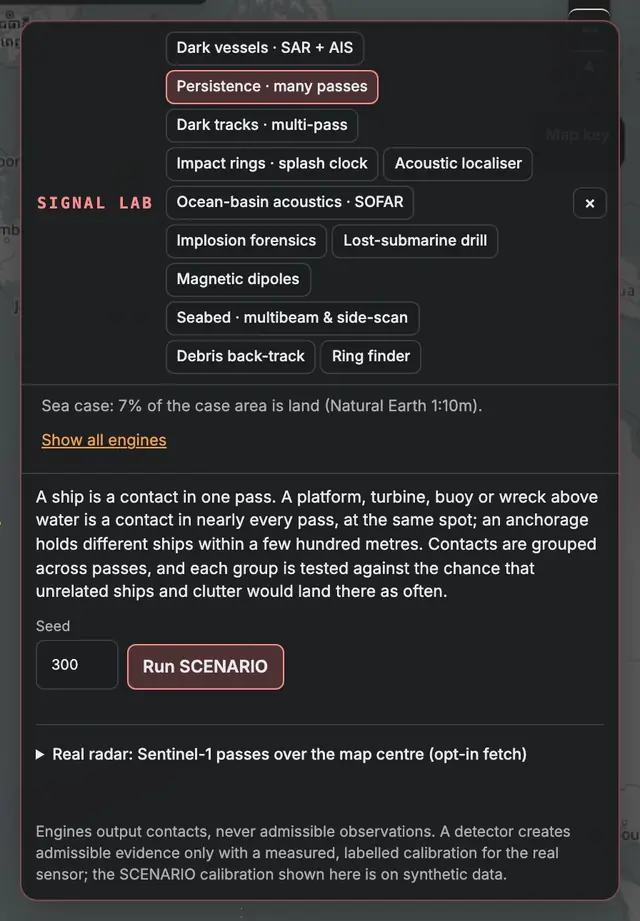 Dark vessels · SAR + AIS
Persistence · many passes
Dark tracks · multi-pass
Map key
Impact rings · splash clock
Acoustic localiser
SIGNAL LAB
Ocean-basin acoustics · SOFAR
×
Implosion forensics
Lost-submarine drill
Magnetic dipoles
Seabed · multibeam & side-scan
Debris back-track
Ring finder
Sea case: 7% of the case area is land (Natural Earth 1:10m).
Show all engines
A ship is a contact in one pass. A platform, turbine, buoy or wreck above
water is a contact in nearly every pass, at the same spot; an anchorage
holds different ships within a few hundred metres. Contacts are grouped
across passes, and each group is tested against the chance that
unrelated ships and clutter would land there as often.
Seed
300
Run SCENARIO
▶ Real radar: Sentinel-1 passes over the map centre (opt-in fetch)
Engines output contacts, never admissible observations. A detector creates
admissible evidence only with a measured, labelled calibration for the real
sensor; the SCENARIO calibration shown here is on synthetic data.